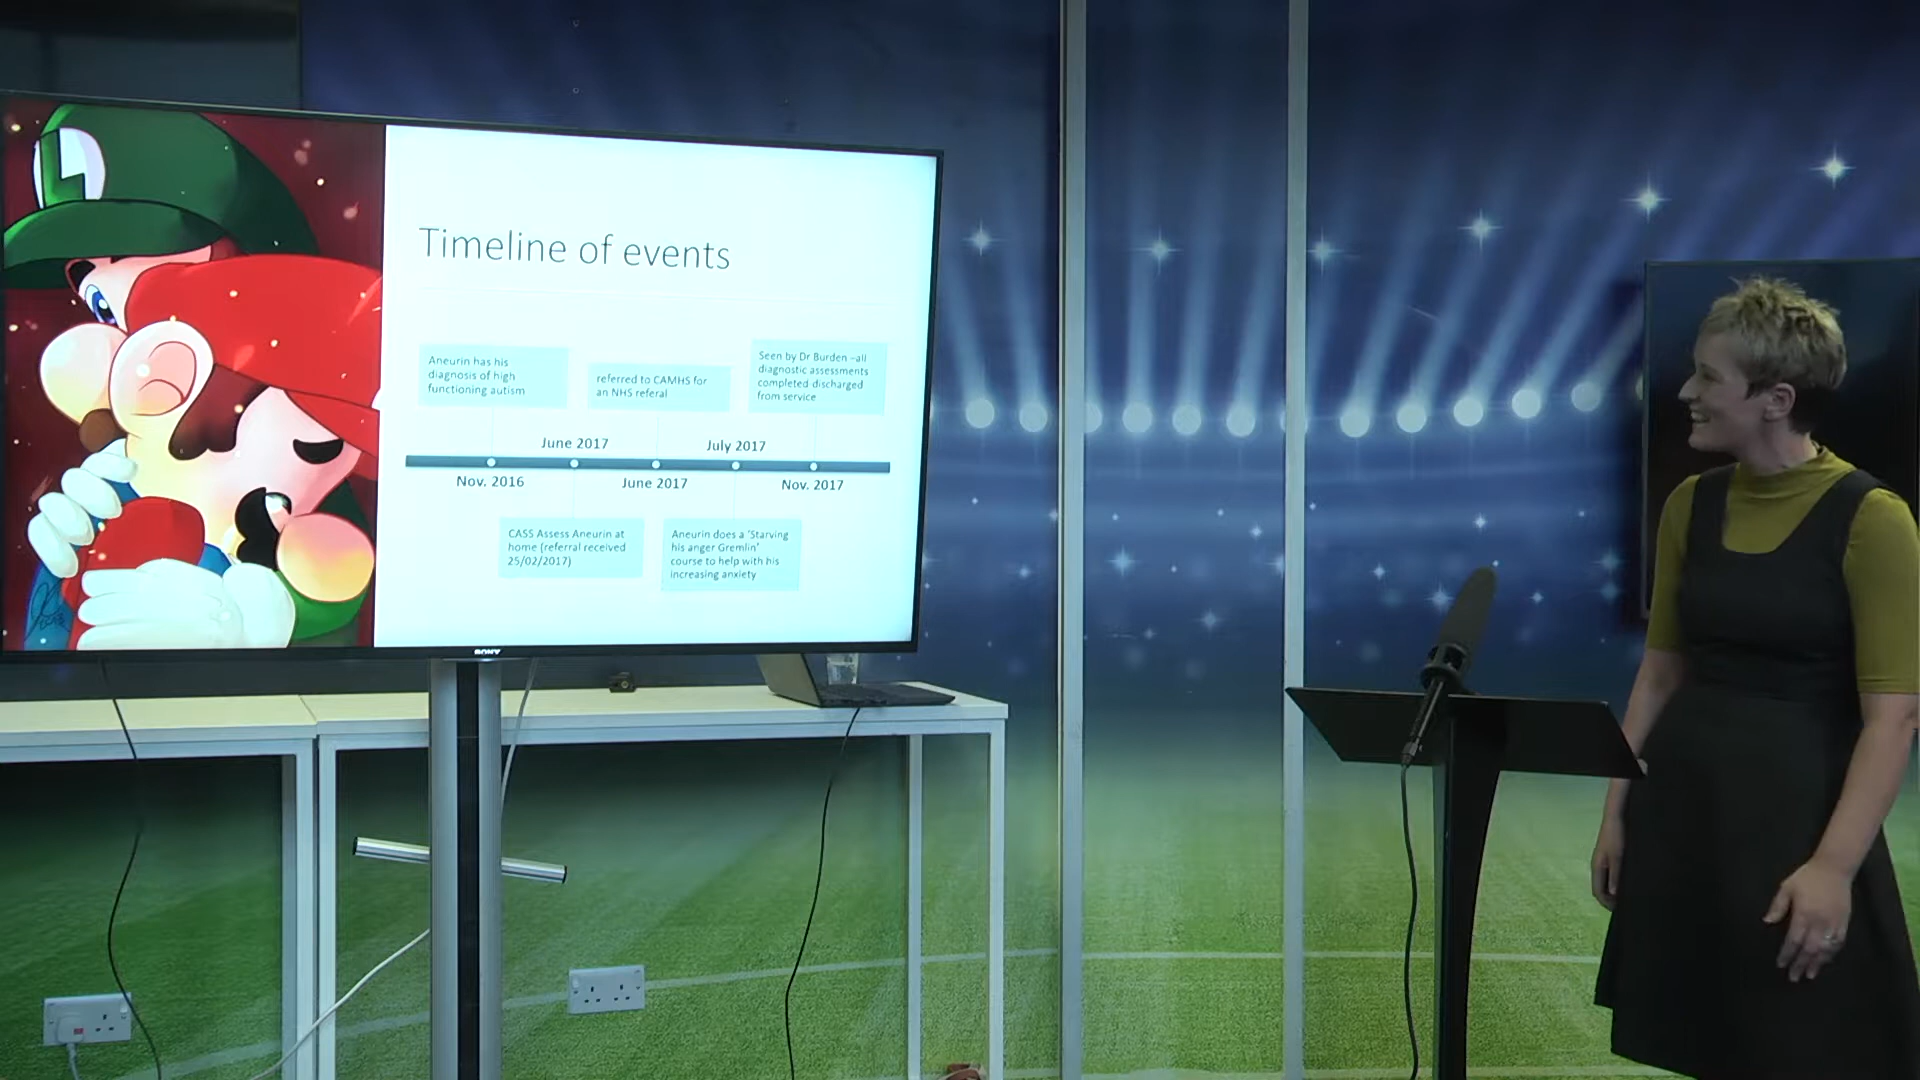 L
Timeline of events
Aneurin has his
diagnosis of high
functioning autism
referred to CAMHS for
an NHS referal
Seen by Dr Burden –all
diagnostic assessments
completed discharged
from service
June 2017
July 2017
Nov. 2016
June 2017
Nov. 2017
CASS Assess Aneurin at
home (referral received
25/02/2017)
Aneurin does a 'Starving
his anger Gremlin'
course to help with his
increasing anxiety
SONY